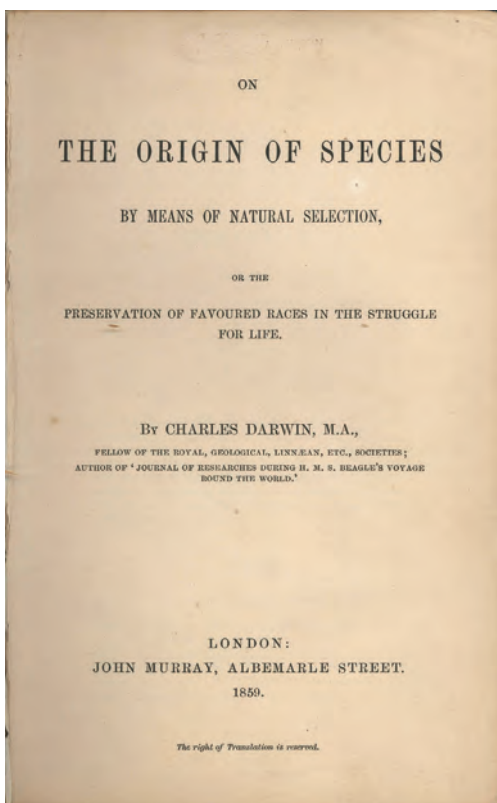 ON
THE ORIGIN OF SPECIES
BY MEANS OF NATURAL SELECTION,
OR THE
PRESERVATION OF FAVOURED RACES IN THE STRUGGLE
FOR LIFE.
By CHARLES DARWIN, M.A.,
FELLOW OF THE ROYAL, GEOLOGICAL, LINNÆAN, ETC., SOCIETIES;
AUTHOR OF ‘JOURNAL OF RESEARCHES DURING H. M. S. BEAGLE’S VOYAGE
ROUND THE WORLD.’
LONDON:
JOHN MURRAY, ALBEMARLE STREET.
1859.
The right of Translation is reserved.